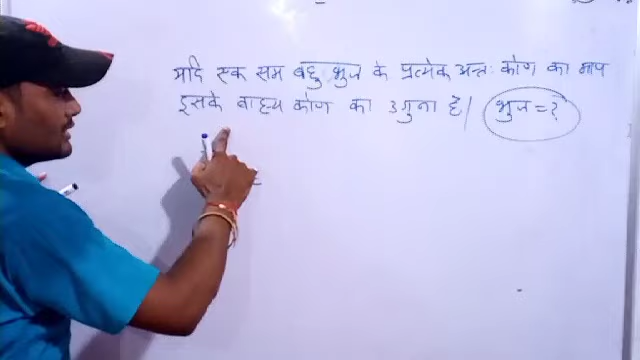 यदि एक सम बहुभुज के प्रत्येक अन्तः कोण का माप
इसके बाह्य कोण का 3 गुना है। भुज = ?